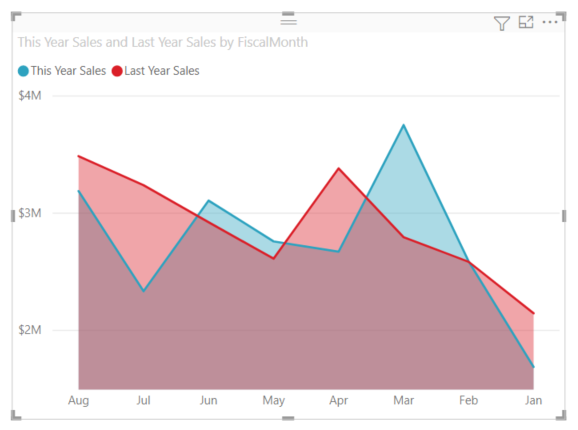 This Year Sales and Last Year Sales by FiscalMonth
This Year Sales Last Year Sales
$4M
$3M
$2M
Aug Jul Jun May Apr Mar Feb Jan